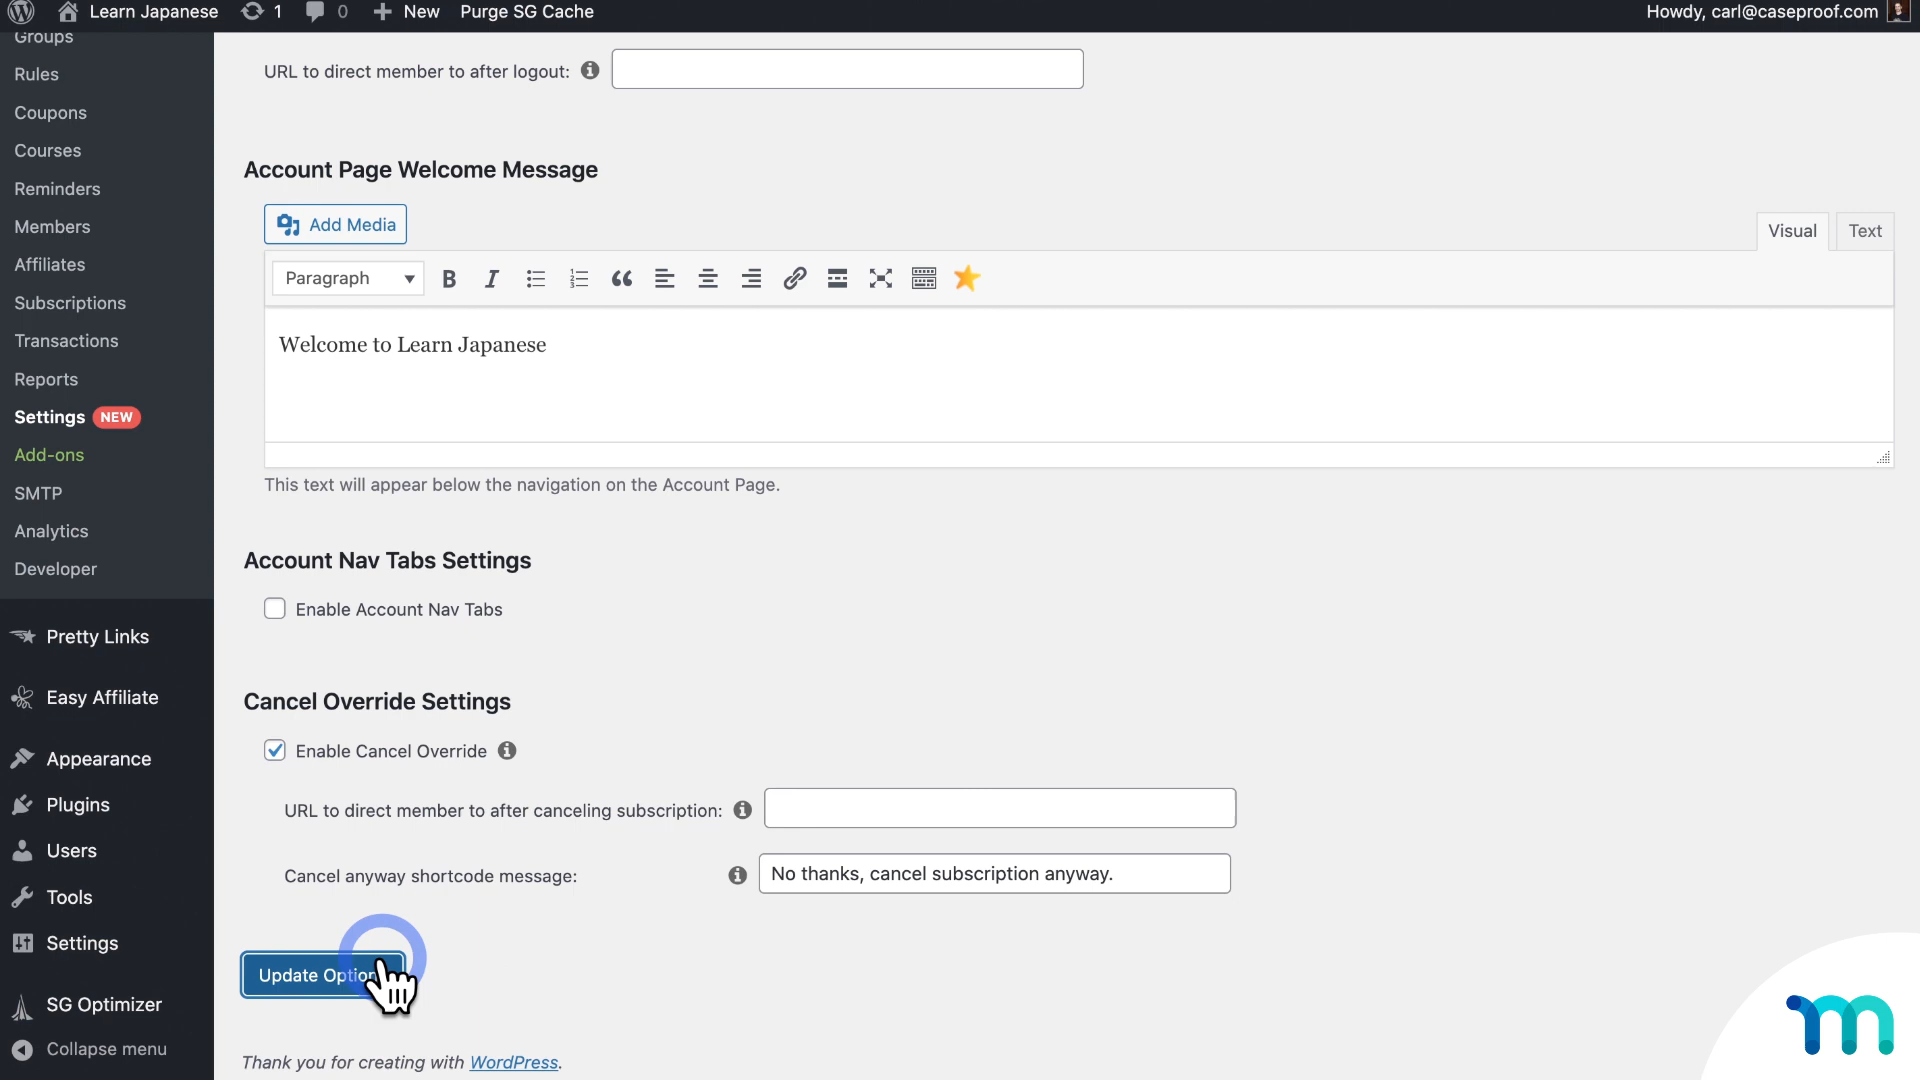 Learn Japanese 1 0 New Purge SG Cache Howdy, carl@caseproof.com
Groups
Rules
Coupons
Courses
Reminders
Members
Affiliates
Subscriptions
Transactions
Reports
Settings NEW
Add-ons
SMTP
Analytics
Developer
Pretty Links
Easy Affiliate
Appearance
Plugins
Users
Tools
Settings
SG Optimizer
Collapse menu
URL to direct member to after logout:
Account Page Welcome Message
Add Media
Visual Text
Paragraph
Welcome to Learn Japanese
This text will appear below the navigation on the Account Page.
Account Nav Tabs Settings
Enable Account Nav Tabs
Cancel Override Settings
Enable Cancel Override
URL to direct member to after canceling subscription:
Cancel anyway shortcode message: No thanks, cancel subscription anyway.
Update Option
Thank you for creating with WordPress.